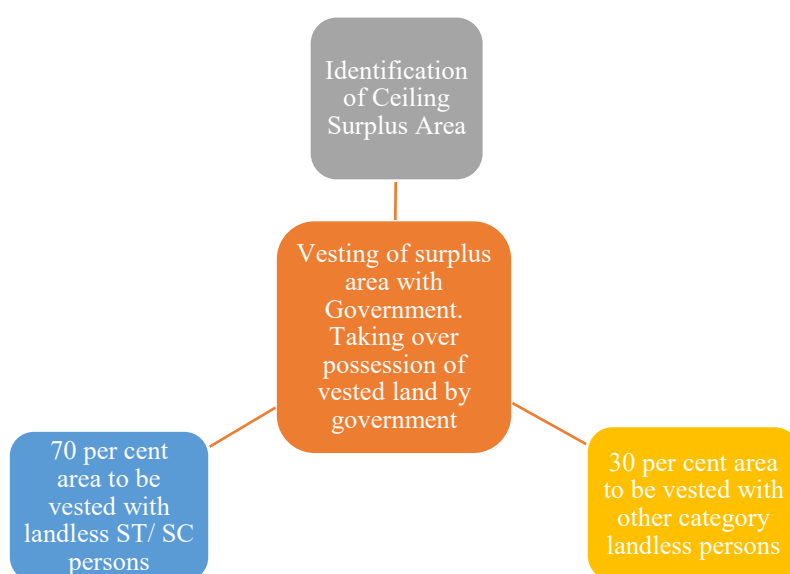 Identification
of Ceiling
Surplus Area
Vesting of surplus
area with
Government.
Taking over
possession of
vested land by
government
70 per cent
area to be
vested with
landless ST/ SC
persons
30 per cent area
to be vested with
other category
landless persons